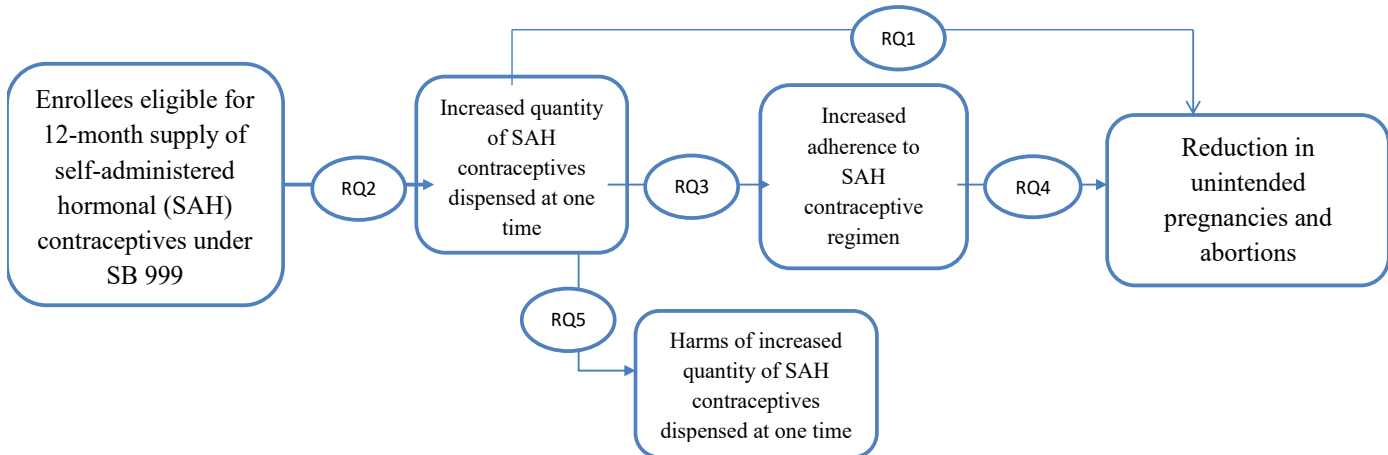 RQ1
Enrollees eligible for
12-month supply of
self-administered
hormonal (SAH)
contraceptives under
SB 999
RQ2
Increased quantity
of SAH
contraceptives
dispensed at one
time
RQ3
Increased
adherence to
SAH
contraceptive
regimen
RQ4
Reduction in
unintended
pregnancies and
abortions
RQ5
Harms of increased
quantity of SAH
contraceptives
dispensed at one time